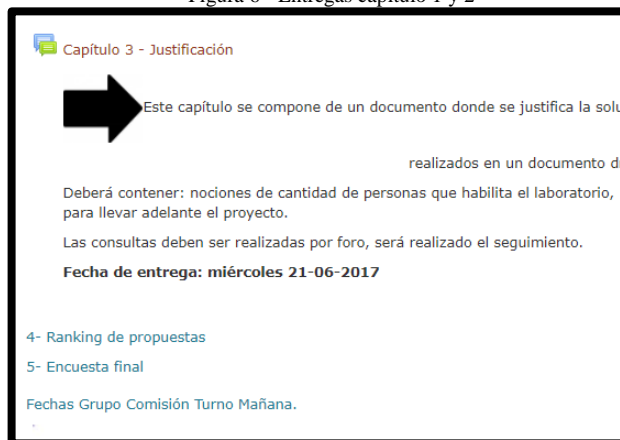 Figura 6 - Entregas capítulo 1 y 2
Capítulo 3 - Justificación
Este capítulo se compone de un documento donde se justifica la solu
realizados en un documento d
Deberá contener: nociones de cantidad de personas que habilita el laboratorio,
para llevar adelante el proyecto.
Las consultas deben ser realizadas por foro, será realizado el seguimiento.
Fecha de entrega: miércoles 21-06-2017
4- Ranking de propuestas
5- Encuesta final
Fechas Grupo Comisión Turno Mañana.